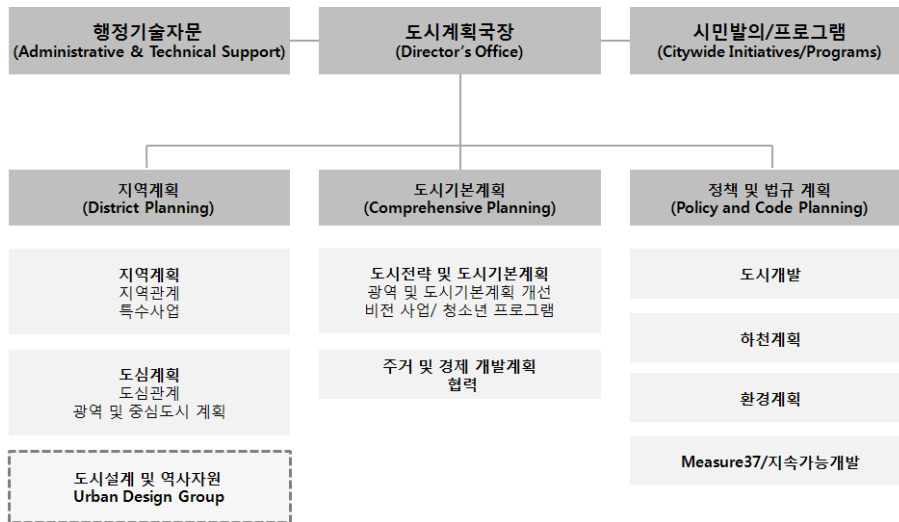 행정기술자문
(Administrative & Technical Support)
도시계획국장
(Director's Office)
시민발의/프로그램
(Citywide Initiatives/Programs)
지역계획
(District Planning)
도시기본계획
(Comprehensive Planning)
정책 및 법규 계획
(Policy and Code Planning)
지역계획
지역관계
특수사업
도심계획
도심관계
광역 및 중심도시 계획
도시설계 및 역사자원
Urban Design Group
도시전략 및 도시기본계획
광역 및 도시기본계획 개선
비전 사업/ 청소년 프로그램
주거 및 경제 개발계획
협력
도시개발
하천계획
환경계획
Measure37/지속가능개발